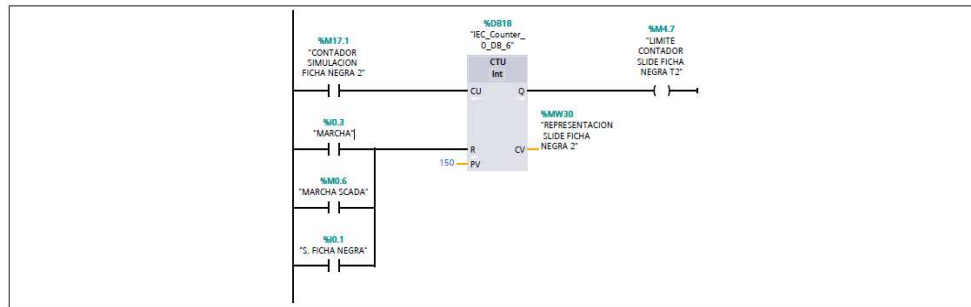 %DB18
"IEC_Counter_
0_DB_6"
%M4.7
"LIMITE
CONTADOR
SLIDE FICHA
NEGRA T2"
%M17.1
"CONTADOR
SIMULACION
FICHA NEGRA 2"
CTU
Int
CU
Q
%MW30
"REPRESENTACION
SLIDE FICHA
NEGRA 2"
%I0.3
"MARCHA"
R
CV
150
PV
%M0.6
"MARCHA SCADA"
%I0.1
"S. FICHA NEGRA"